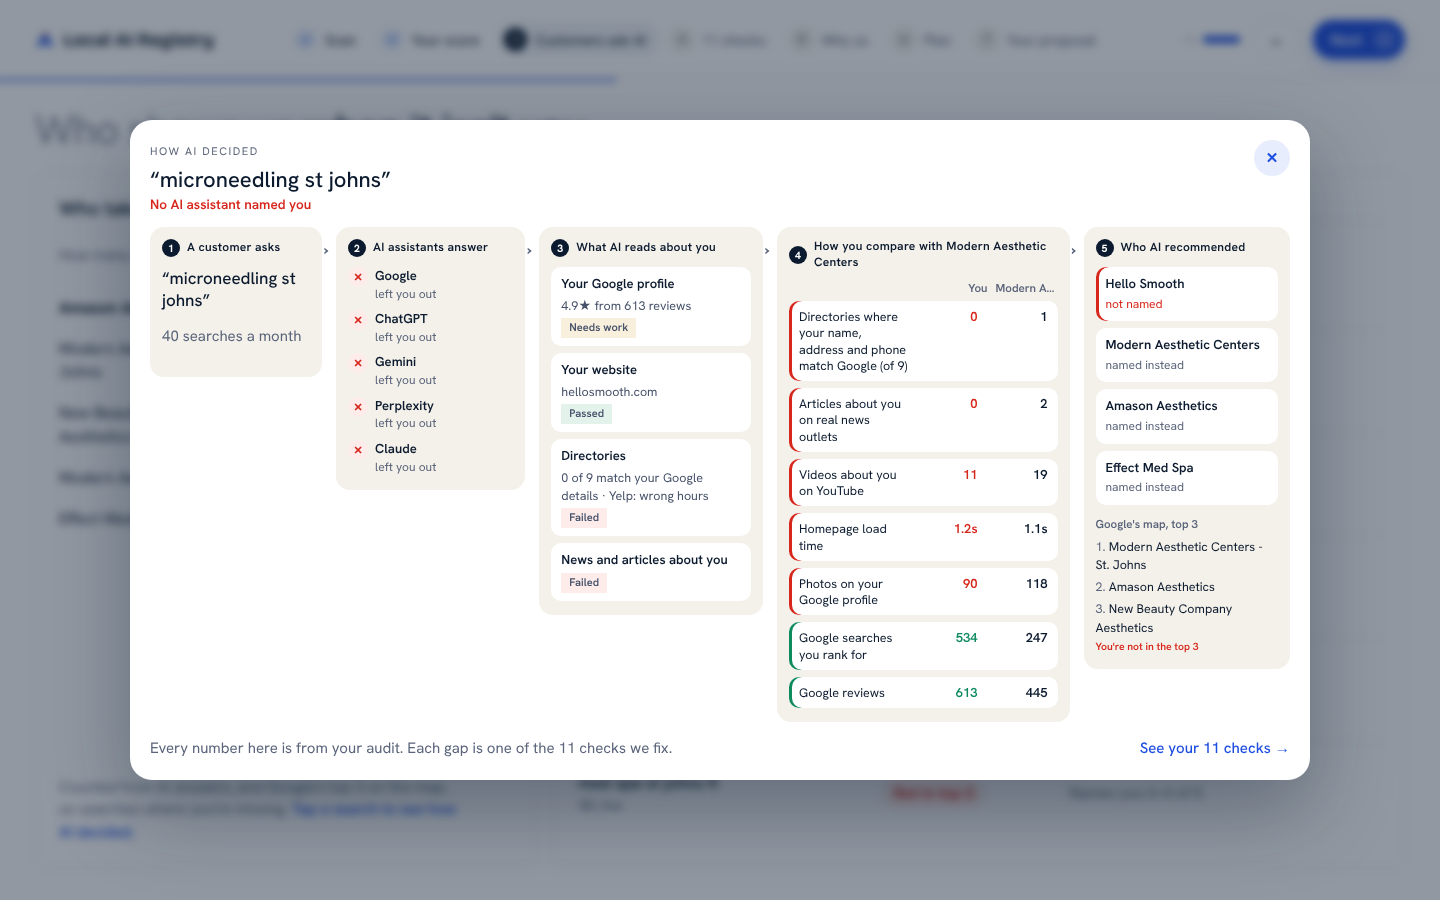 Local AI Registry
HOW AI DECIDED
“microneedling st johns”
No AI assistant named you
1 A customer asks
“microneedling st
johns”
40 searches a month
2 AI assistants answer
× Google
left you out
× ChatGPT
left you out
× Gemini
left you out
× Perplexity
left you out
× Claude
left you out
3 What AI reads about you
Your Google profile
4.9★ from 613 reviews
Needs work
Your website
hellosmooth.com
Passed
Directories
0 of 9 match your Google
details · Yelp: wrong hours
Failed
News and articles about you
Failed
4 How you compare with Modern Aesthetic
Centers
You Modern A...
Directories where
your name,
address and phone
match Google (of 9)
0 1
Articles about you
on real news
outlets
0 2
Videos about you
on YouTube
11 19
Homepage load
time
1.2s 1.1s
Photos on your
Google profile
90 118
Google searches
you rank for
534 247
Google reviews 613 445
5 Who AI recommended
Hello Smooth
not named
Modern Aesthetic Centers
named instead
Amason Aesthetics
named instead
Effect Med Spa
named instead
Google's map, top 3
1. Modern Aesthetic Centers -
St. Johns
2. Amason Aesthetics
3. New Beauty Company
Aesthetics
You're not in the top 3
Every number here is from your audit. Each gap is one of the 11 checks we fix.
See your 11 checks →